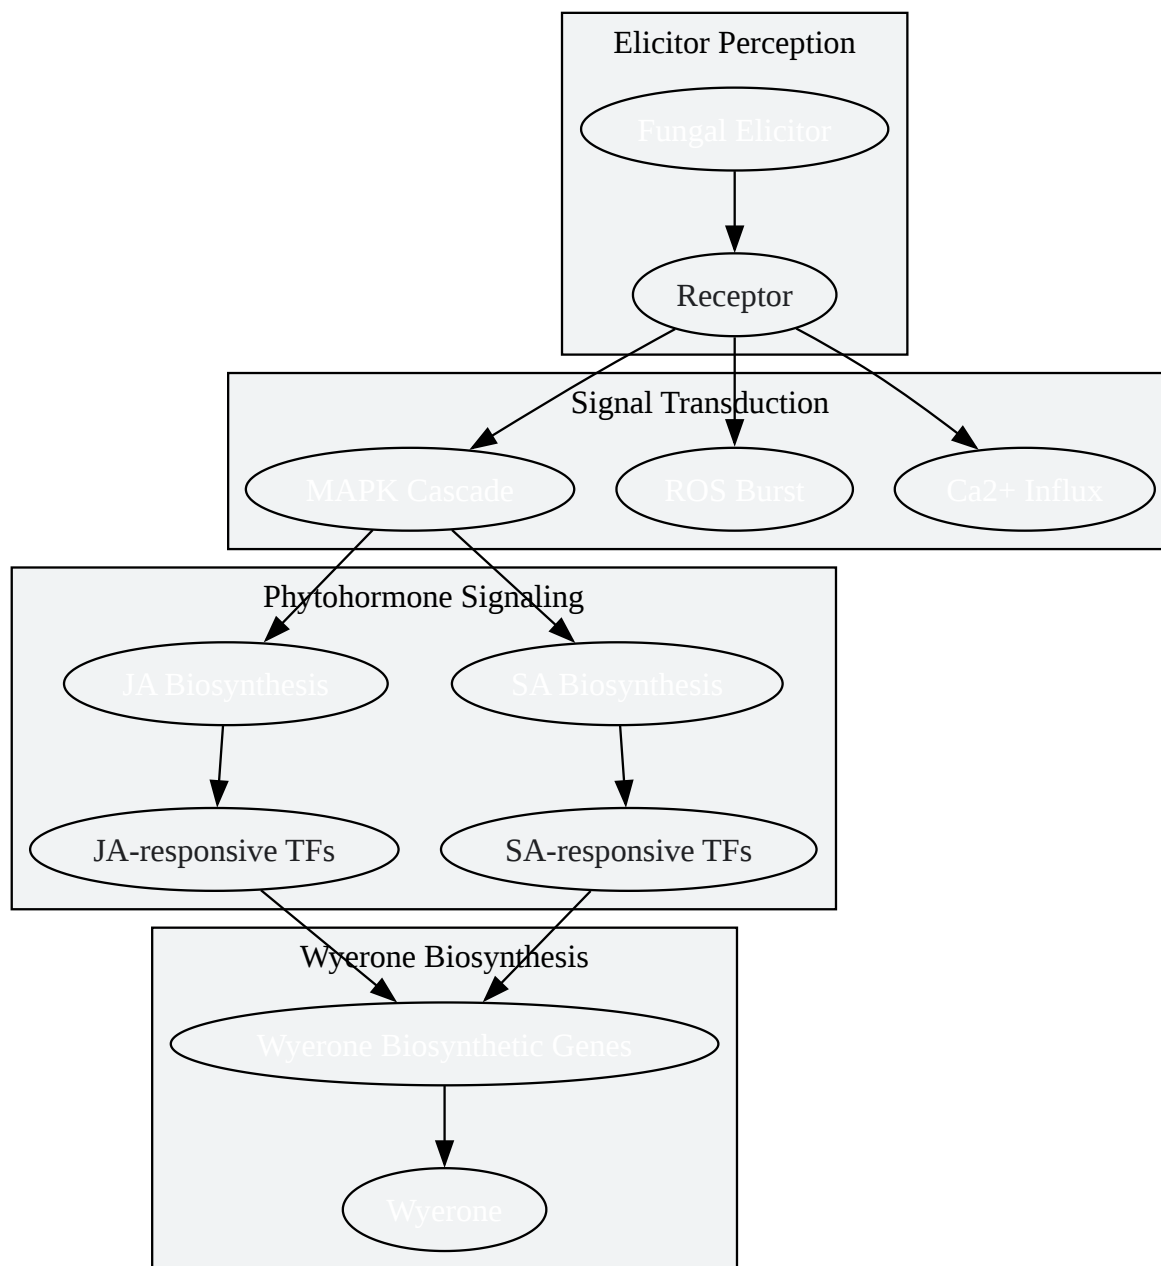 Elicitor Perception
Fungal Elicitor
Receptor
Signal Transduction
MAPK Cascade
ROS Burst
Ca2+ Influx
Phytohormone Signaling
JA Biosynthesis
SA Biosynthesis
JA-responsive TFs
SA-responsive TFs
Wyerone Biosynthesis
Wyerone Biosynthetic Genes
Wyerone